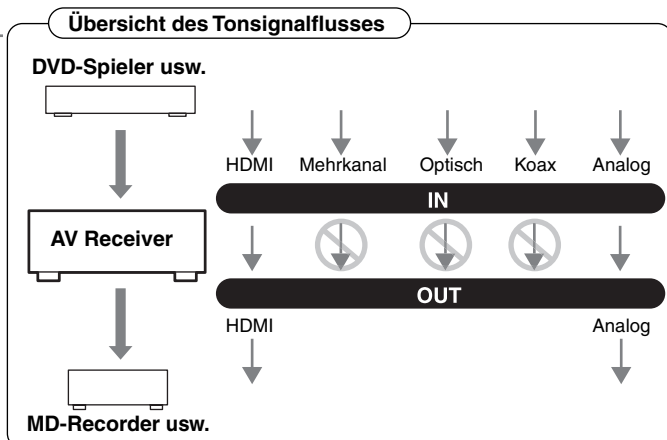 Übersicht des Tonsignalflusses
DVD-Spieler usw.
HDMI Mehrkanal Optisch Koax Analog
IN
AV Receiver
OUT
HDMI Analog
MD-Recorder usw.